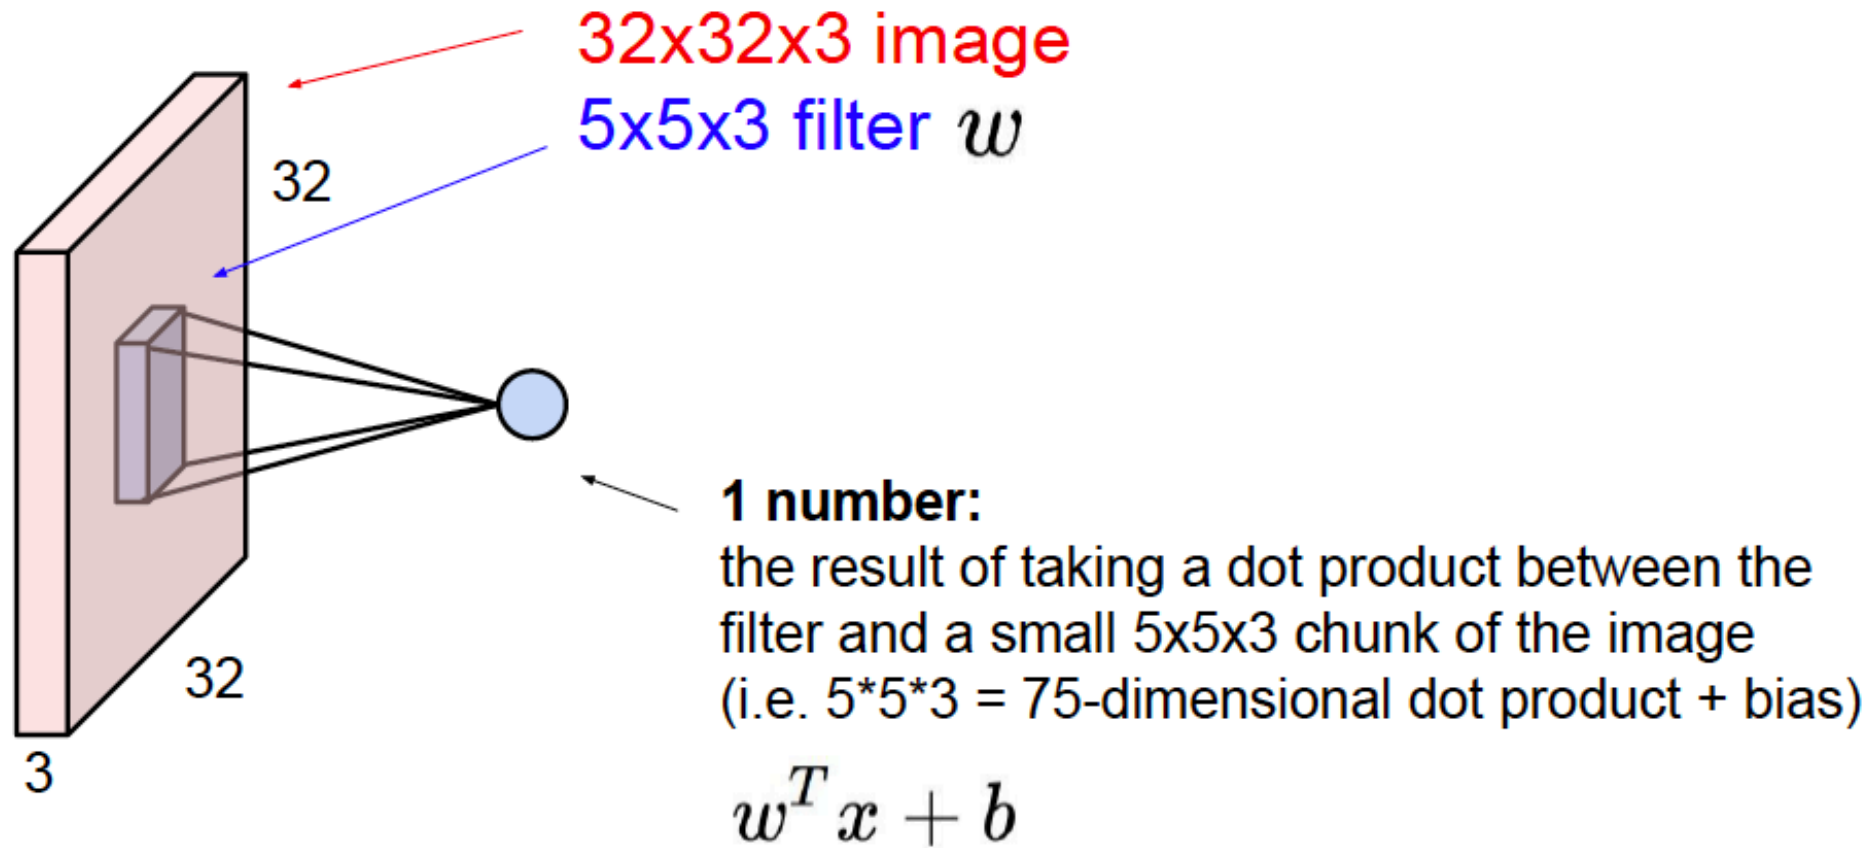 32x32x3 image
5x5x3 filter w
32
32
3
1 number:
the result of taking a dot product between the
filter and a small 5x5x3 chunk of the image
(i.e. 5*5*3 = 75-dimensional dot product + bias)
w^T x + b